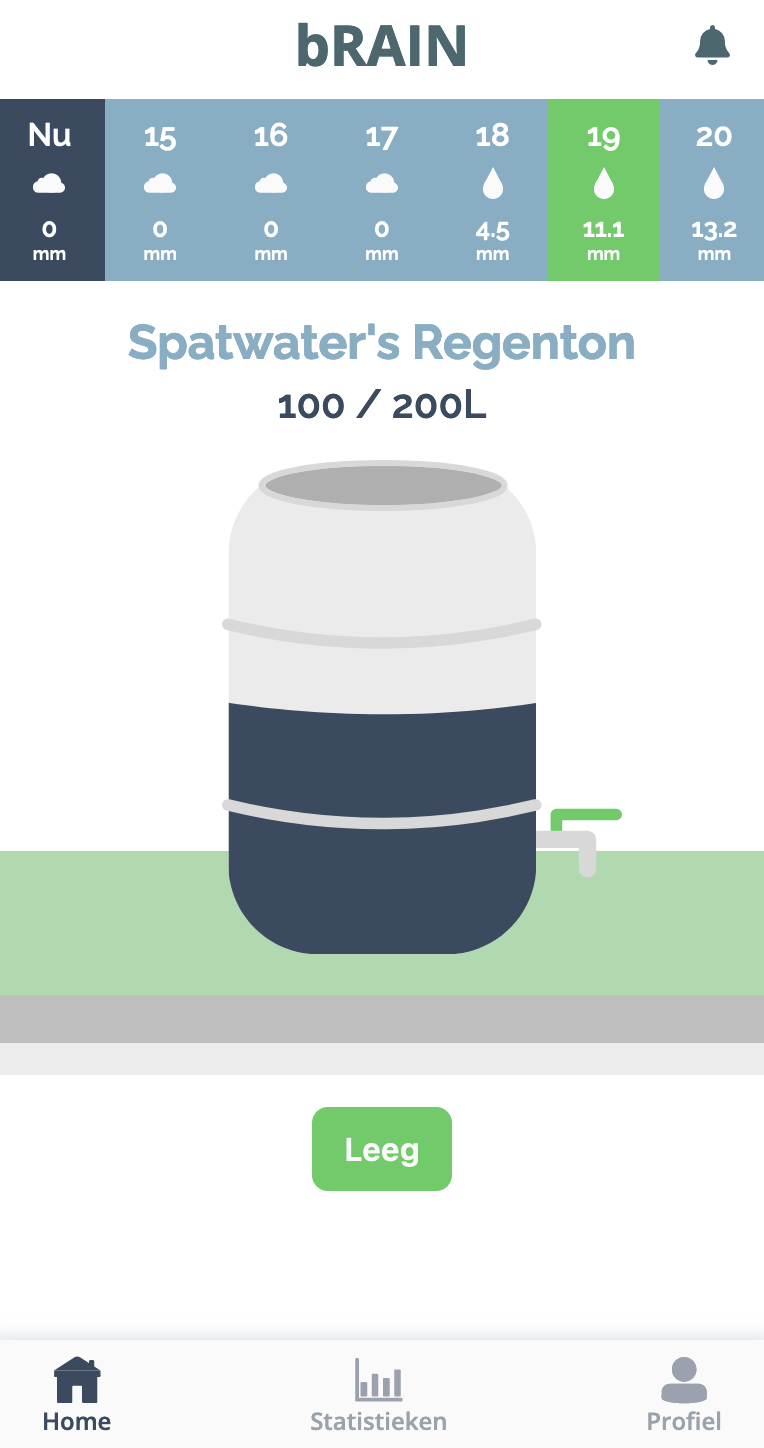 bRAIN
Nu 15 16 17 18 19 20
0 0 0 0 4.5 11.1 13.2
mm mm mm mm mm mm mm
Spatwater's Regenton
100 / 200L
Leeg
Home Statistieken Profiel